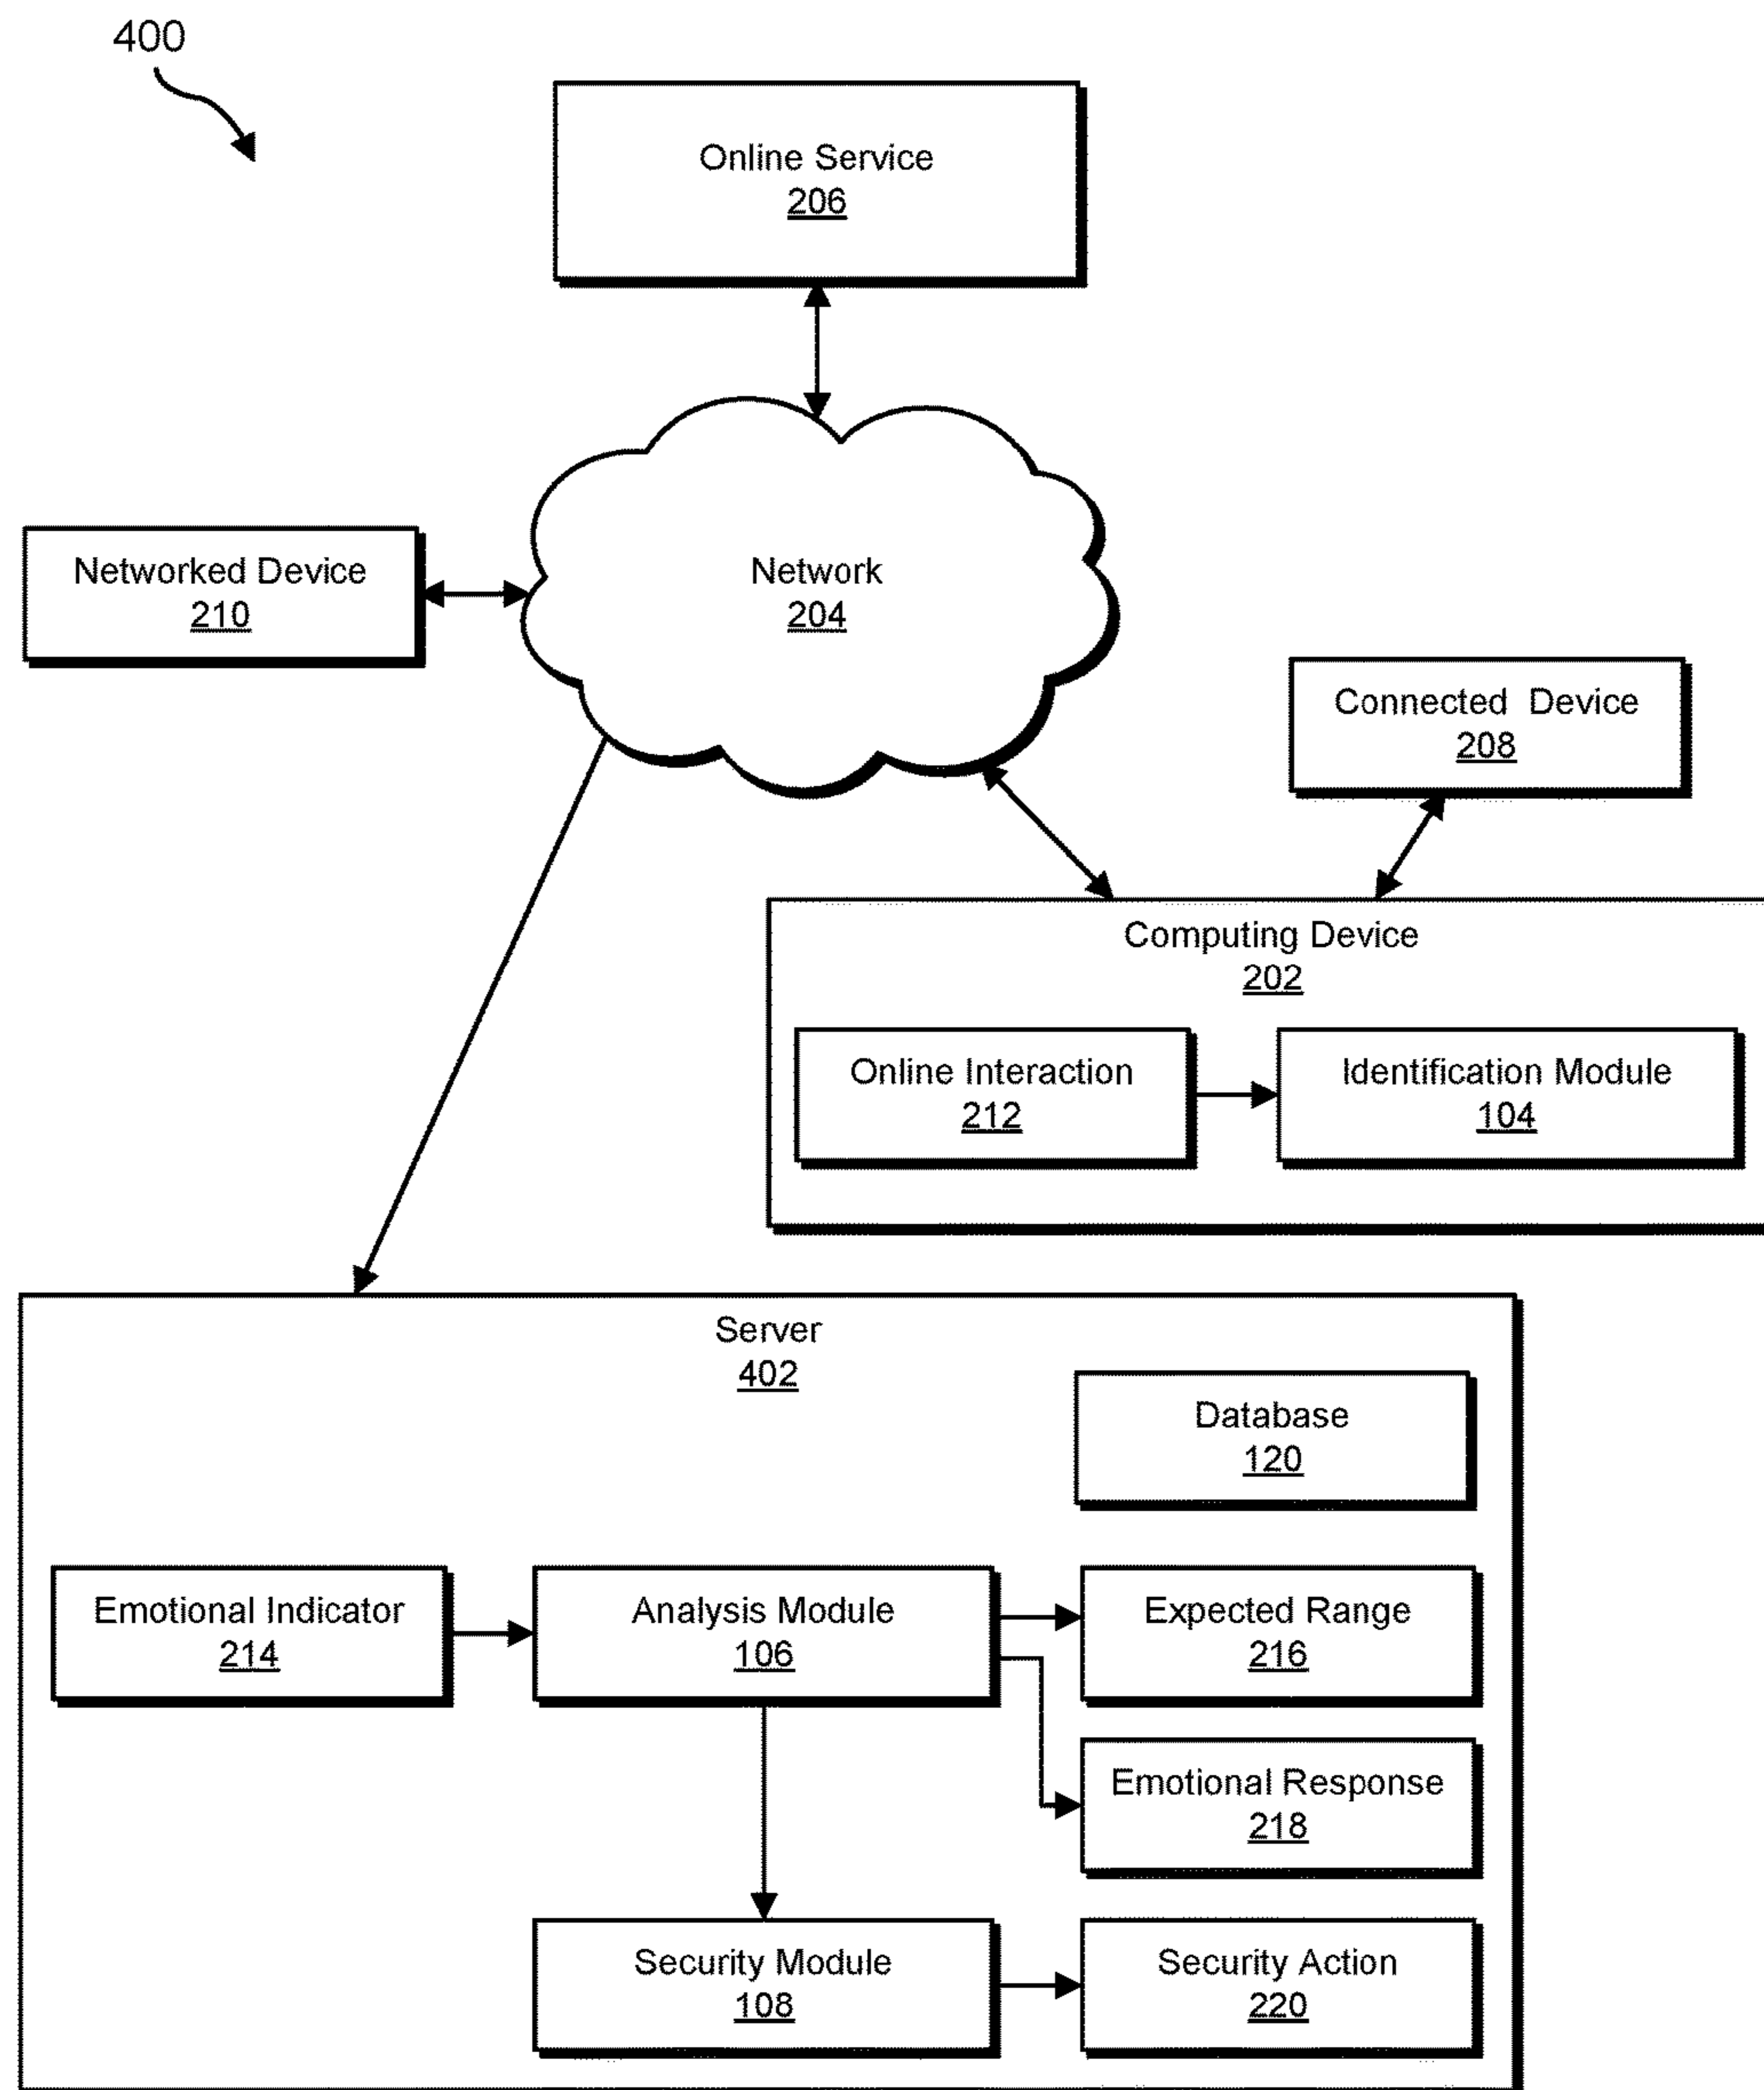 400
Online Service
206
Networked Device
210
Network
204
Connected Device
208
Computing Device
202
Online Interaction
212
Identification Module
104
Server
402
Database
120
Emotional Indicator
214
Analysis Module
106
Expected Range
216
Emotional Response
218
Security Module
108
Security Action
220